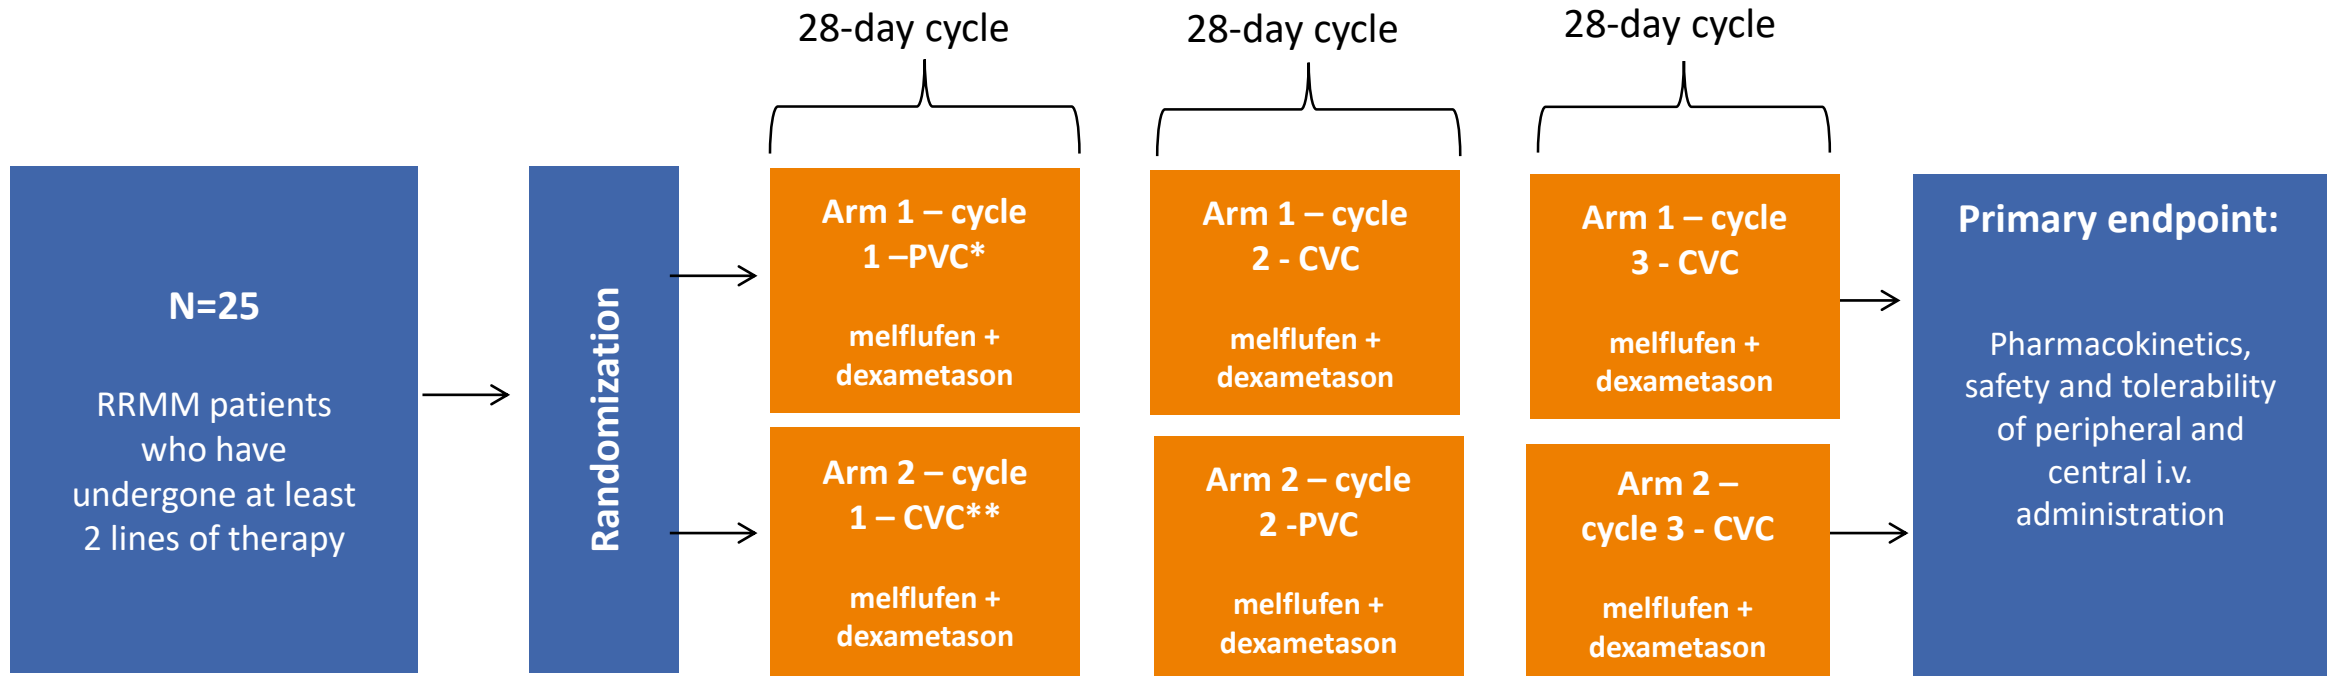 28-day cycle
28-day cycle
28-day cycle
N=25
RRMM patients
who have
undergone at least
2 lines of therapy
Randomization
Arm 1 – cycle
1 –PVC*
melflufen +
dexametason
Arm 1 – cycle
2 - CVC
melflufen +
dexametason
Arm 1 – cycle
3 - CVC
melflufen +
dexametason
Arm 2 – cycle
1 – CVC**
melflufen +
dexametason
Arm 2 – cycle
2 -PVC
melflufen +
dexametason
Arm 2 –
cycle 3 - CVC
melflufen +
dexametason
Primary endpoint:
Pharmacokinetics,
safety and tolerability
of peripheral and
central i.v.
administration